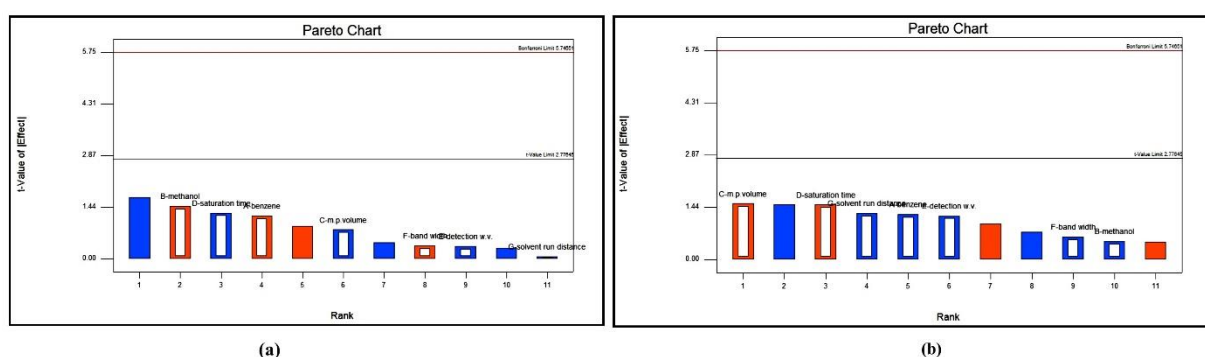 Pareto Chart
Bonferroni Limit 5.74651
5.75
4.31
t-Value of |Effect|
t-Value Limit 2.77645
2.87
1.44
B-methanol
D-saturation time
A-benzene
C-m.p.volume
F-band width
E-detection w.v.
G-solvent run distance
0.00
1 2 3 4 5 6 7 8 9 10 11
Rank
(a)
Pareto Chart
Bonferroni Limit 5.74651
5.75
4.31
t-Value of |Effect|
t-Value Limit 2.77645
2.87
1.44
C-m.p.volume
D-saturation time
G-solvent run distance
A-benzene
E-detection w.v.
F-band width
B-methanol
0.00
1 2 3 4 5 6 7 8 9 10 11
Rank
(b)